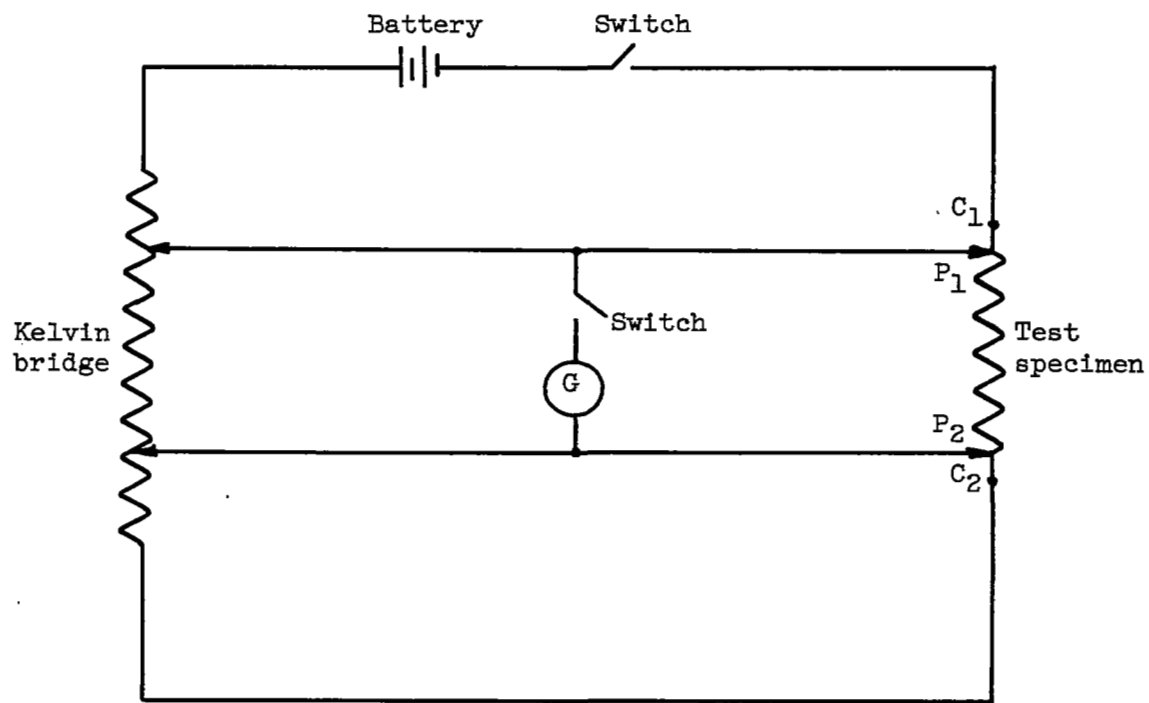 Battery
Switch
C1
P1
Kelvin
bridge
Switch
G
Test
specimen
P2
C2